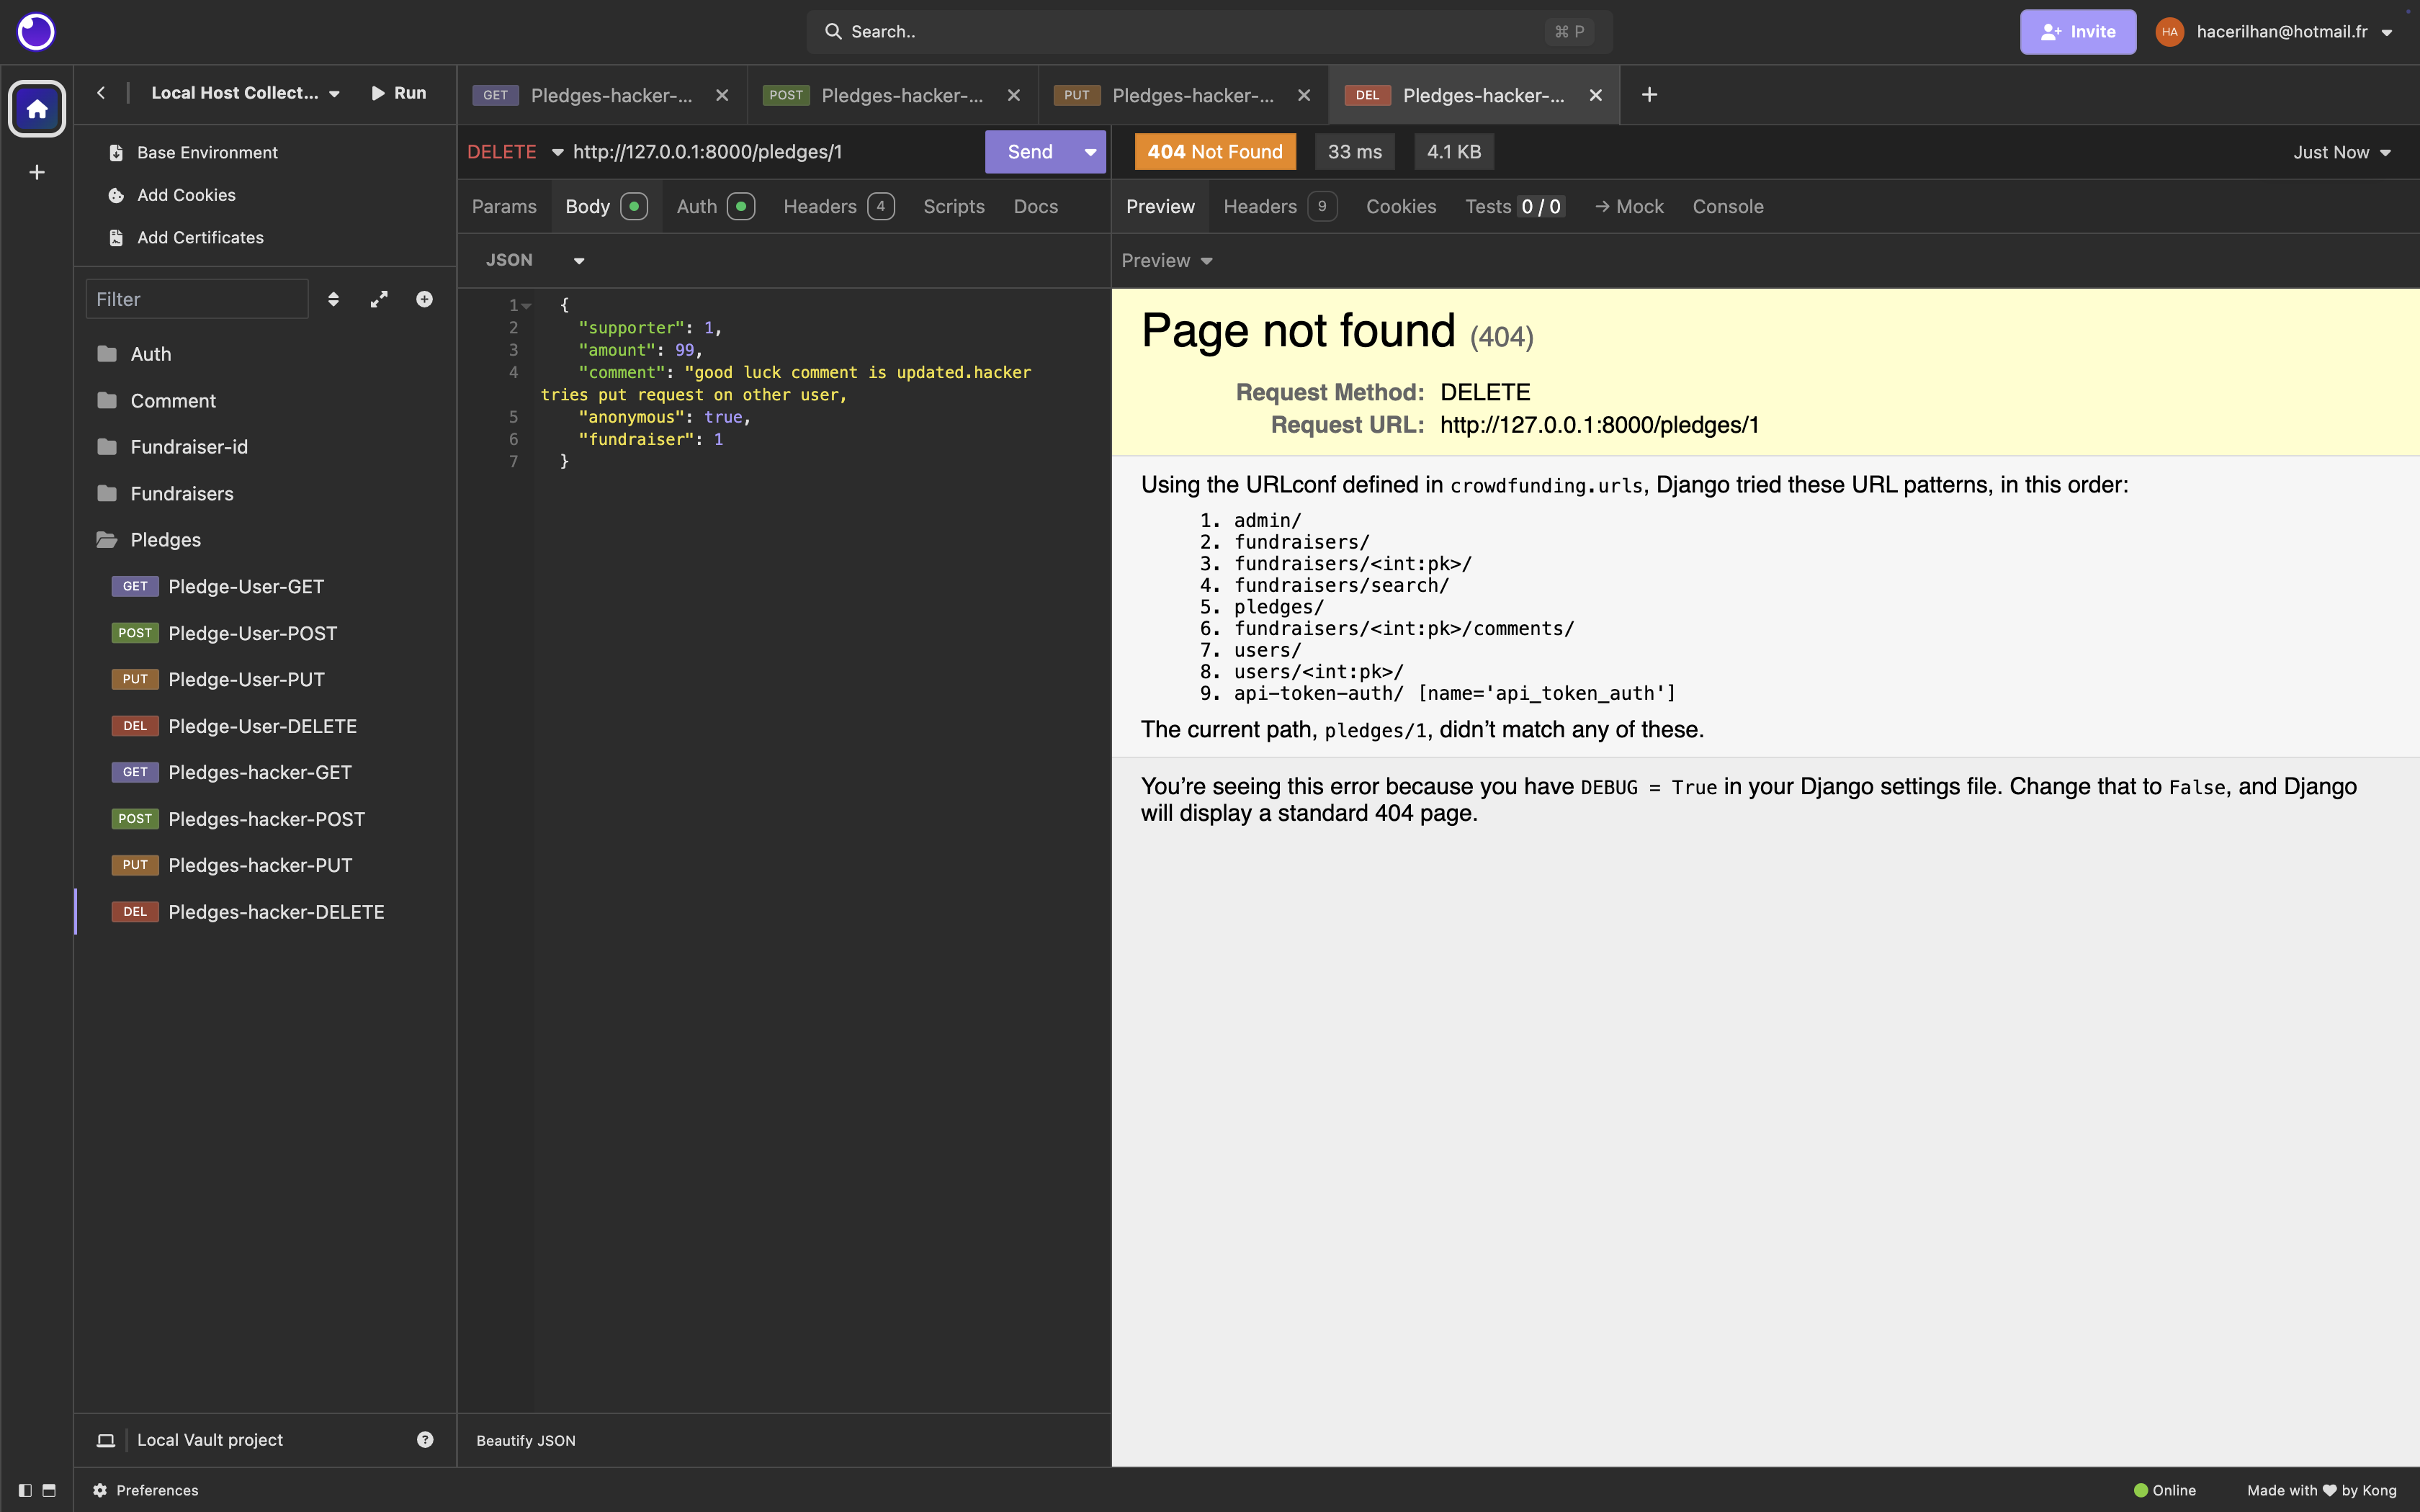 Search..
⌘ P
Invite
HA
hacerilhan@hotmail.fr
Local Host Collect...
Run
GET Pledges-hacker-...
POST Pledges-hacker-...
PUT Pledges-hacker-...
DEL Pledges-hacker-...
Base Environment
Add Cookies
Add Certificates
Filter
Auth
Comment
Fundraiser-id
Fundraisers
Pledges
GET Pledge-User-GET
POST Pledge-User-POST
PUT Pledge-User-PUT
DEL Pledge-User-DELETE
GET Pledges-hacker-GET
POST Pledges-hacker-POST
PUT Pledges-hacker-PUT
DEL Pledges-hacker-DELETE
Local Vault project
DELETE http://127.0.0.1:8000/pledges/1
Send
Params Body Auth Headers 4 Scripts Docs
JSON
1 {
2 "supporter": 1,
3 "amount": 99,
4 "comment": "good luck comment is updated.hacker
tries put request on other user,
5 "anonymous": true,
6 "fundraiser": 1
7 }
Beautify JSON
404 Not Found 33 ms 4.1 KB Just Now
Preview Headers 9 Cookies Tests 0 / 0 → Mock Console
Preview
Page not found (404)
Request Method: DELETE
Request URL: http://127.0.0.1:8000/pledges/1
Using the URLconf defined in crowdfunding.urls, Django tried these URL patterns, in this order:
1. admin/
2. fundraisers/
3. fundraisers/<int:pk>/
4. fundraisers/search/
5. pledges/
6. fundraisers/<int:pk>/comments/
7. users/
8. users/<int:pk>/
9. api-token-auth/ [name='api_token_auth']
The current path, pledges/1, didn’t match any of these.
You’re seeing this error because you have DEBUG = True in your Django settings file. Change that to False, and Django
will display a standard 404 page.
Preferences
Online
Made with ♥ by Kong